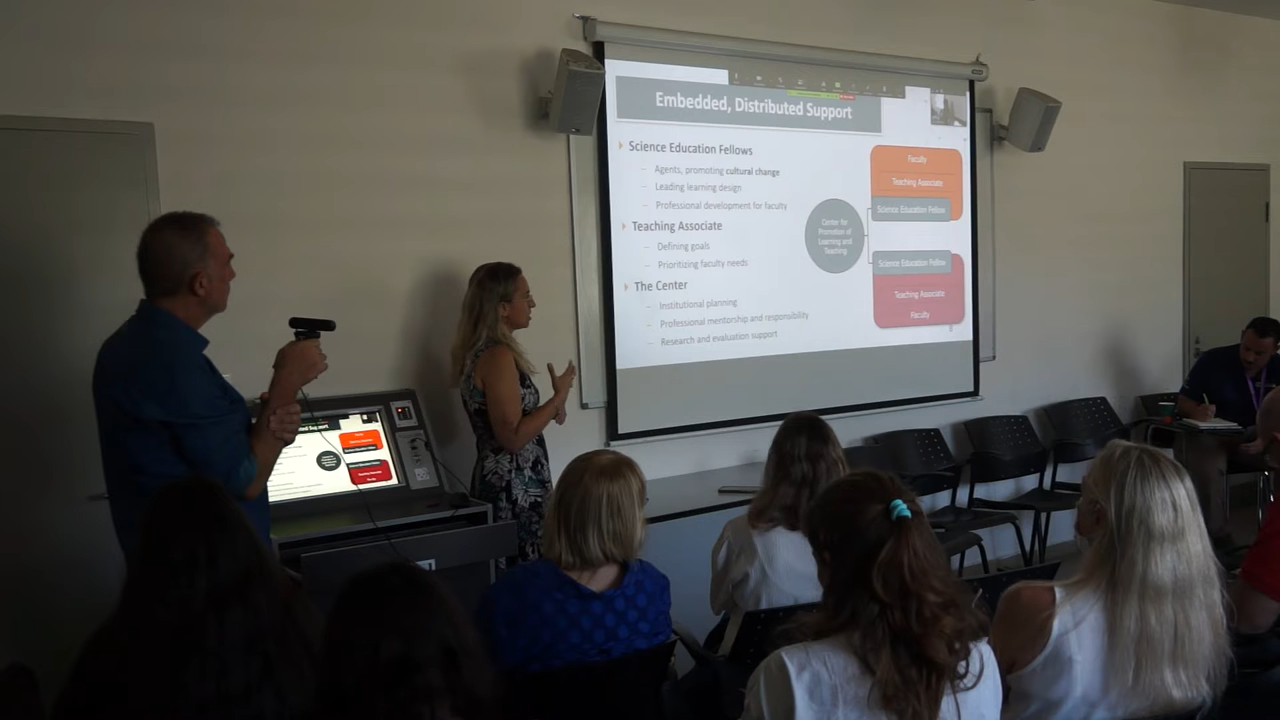 Embedded, Distributed Support
Science Education Fellows
– Agents, promoting cultural change
– Leading learning design
– Professional development for faculty
Teaching Associate
– Defining goals
– Prioritizing faculty needs
The Center
– Institutional planning
– Professional mentorship and responsibility
– Research and evaluation support
Center for
Promotion of
Learning and
Teaching
Faculty
Teaching Associate
Science Education Fellow
Science Education Fellow
Teaching Associate
Faculty